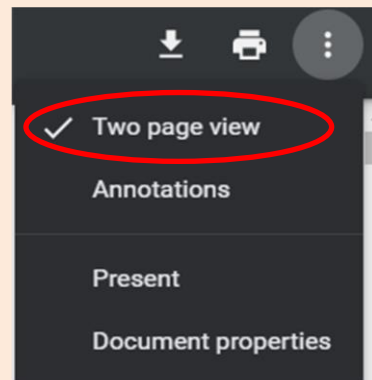 Two page view
Annotations
Present
Document properties